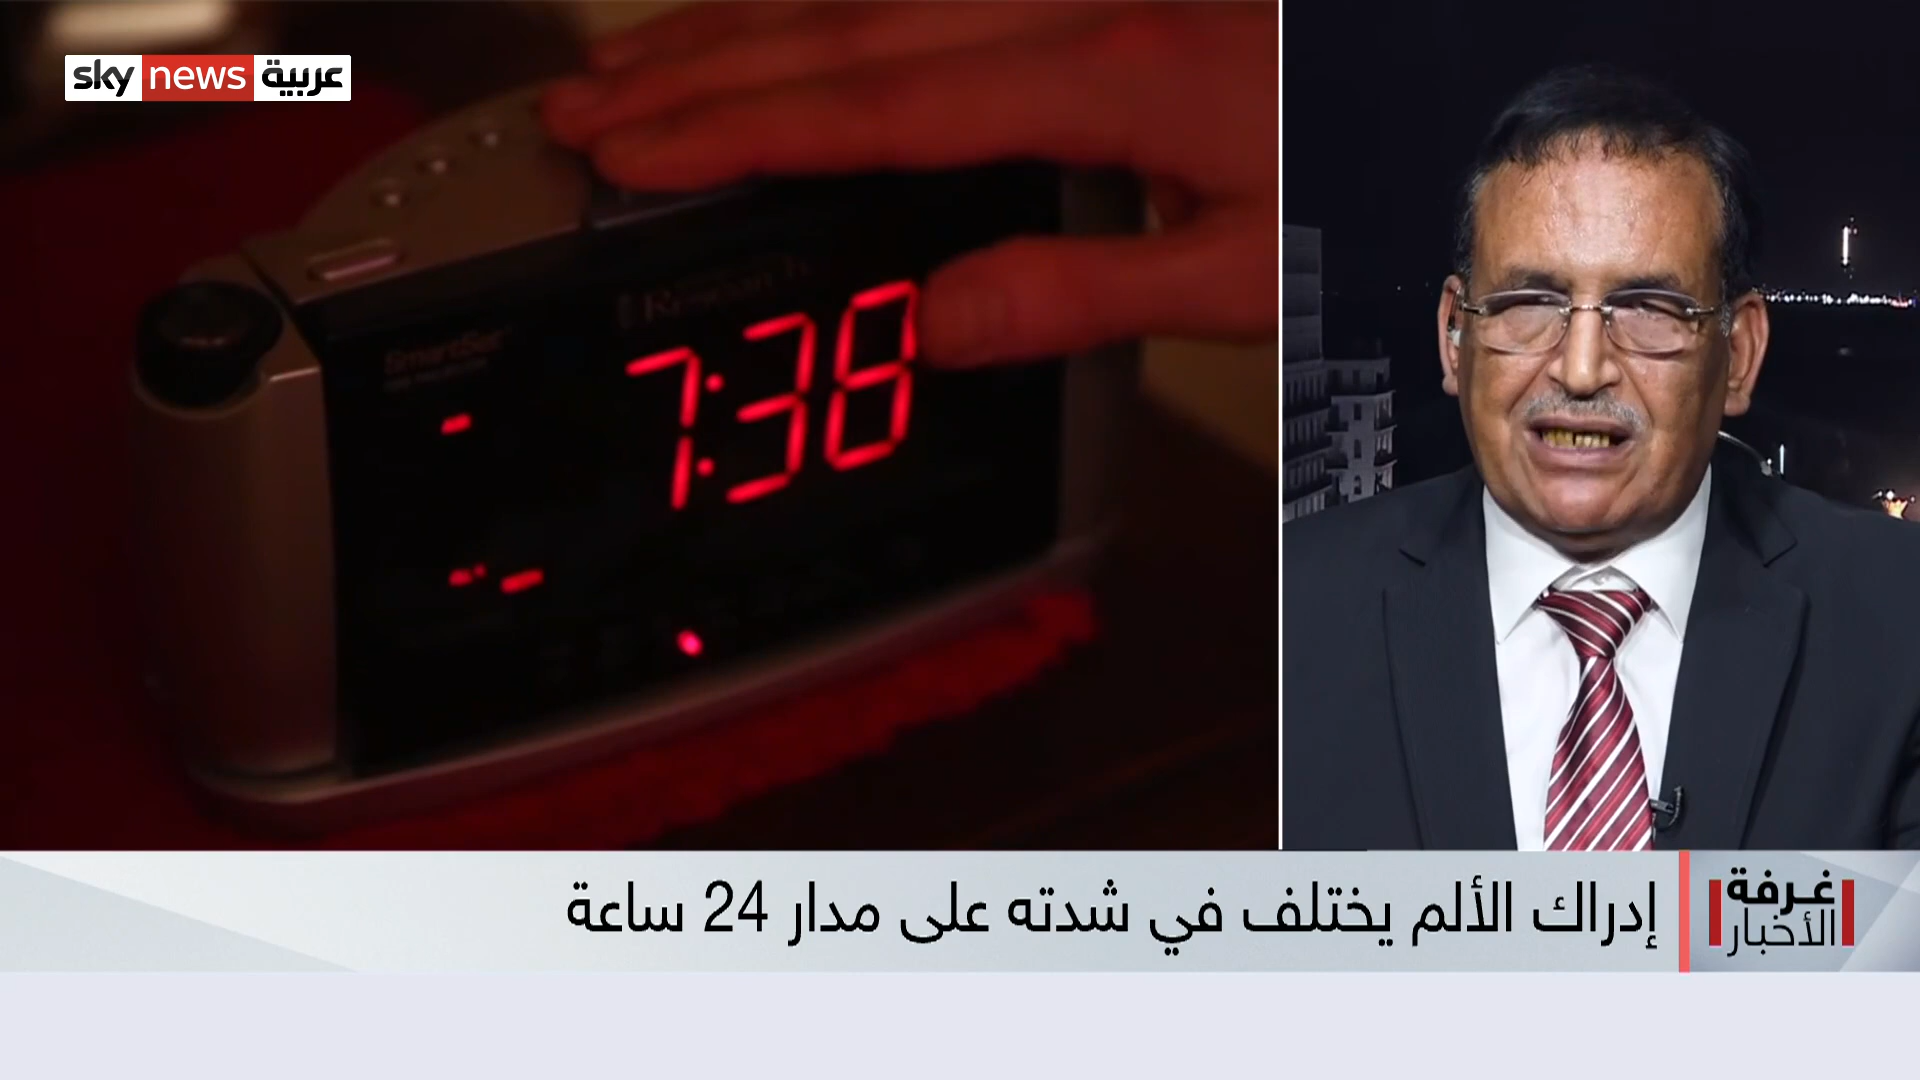 sky news عربية
7:38
إدراك الألم يختلف في شدته على مدار 24 ساعة
غرفة
الأخبار